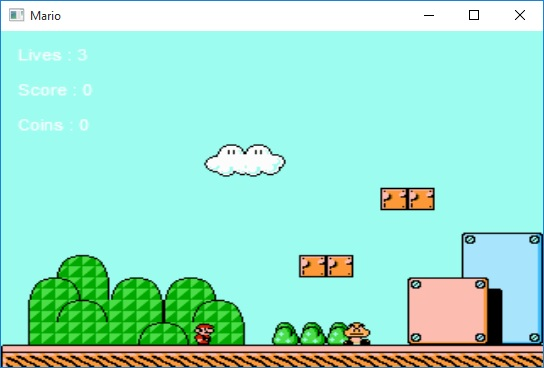 Mario
Lives : 3
Score : 0
Coins : 0
? ?
? ?